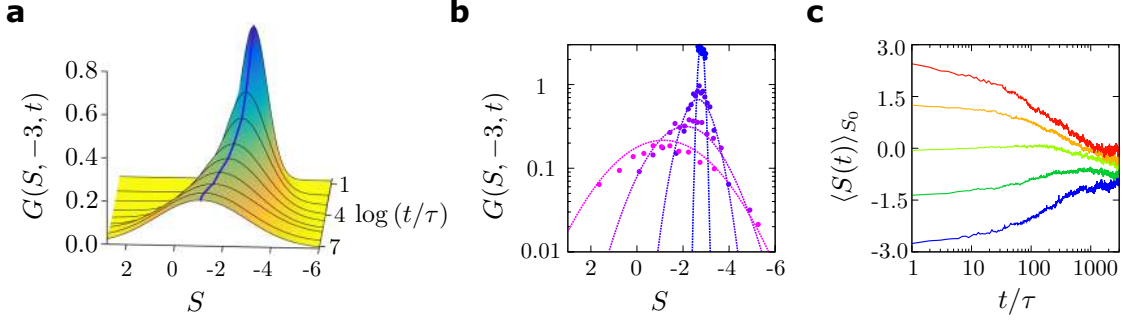 a
G(S, −3, t)
0.8
0.6
0.4
0.2
0.0
2 0 -2 -4 -6
S
-1
4
7
log (t/τ)
b
G(S, −3, t)
1
0.1
0.01
2 0 -2 -4 -6
S
c
⟨S(t)⟩S₀
3.0
1.5
0.0
-1.5
-3.0
1 10 100 1000
t/τ